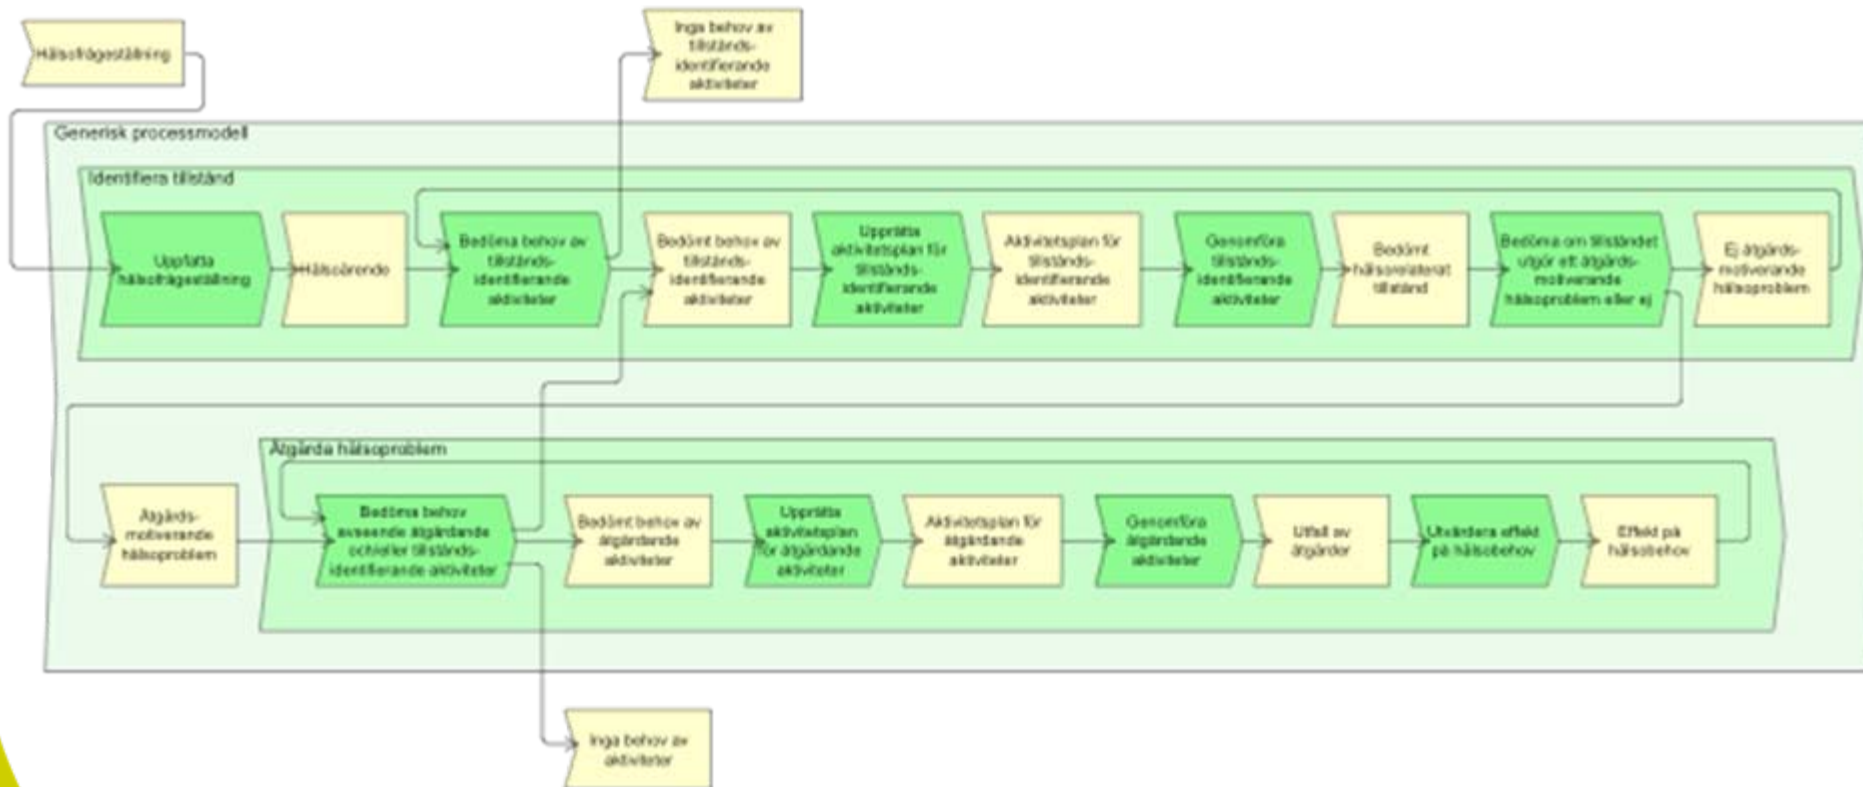 Hälsofrågeställning
Inga behov av
tillstånds-
identifierande
aktiviteter
Generisk processmodell
Identifiera tillstånd
Uppfatta
hälsofrågeställning
Hälsoärende
Bedöma behov av
tillstånds-
identifierande
aktiviteter
Bedömt behov av
tillstånds-
identifierande
aktiviteter
Upprätta
aktivitetsplan för
tillstånds-
identifierande
aktiviteter
Aktivitetsplan för
tillstånds-
identifierande
aktiviteter
Genomföra
tillstånds-
identifierande
aktiviteter
Bedömt
hälsorelaterat
tillstånd
Bedöma om tillståndet
utgör ett åtgärds-
motiverande
hälsoproblem eller ej
Ej åtgärds-
motiverande
hälsoproblem
Åtgärda hälsoproblem
Åtgärds-
motiverande
hälsoproblem
Bedöma behov
avseende åtgärdande
och/eller tillstånds-
identifierande aktiviteter
Bedömt behov av
åtgärdande
aktiviteter
Upprätta
aktivitetsplan
för åtgärdande
aktiviteter
Aktivitetsplan för
åtgärdande
aktiviteter
Genomföra
åtgärdande
aktiviteter
Utfall av
åtgärder
Utvärdera effekt
på hälsobehov
Effekt på
hälsobehov
Inga behov av
aktiviteter